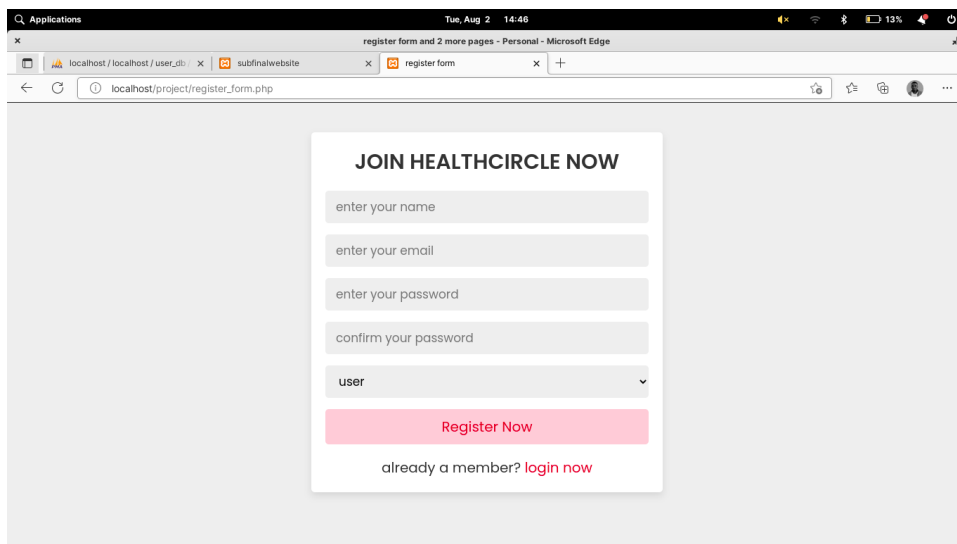 Applications
Tue, Aug 2 14:46
13%
register form and 2 more pages - Personal - Microsoft Edge
localhost / localhost / user_db /
subfinalwebsite
register form
localhost/project/register_form.php
JOIN HEALTHCIRCLE NOW
enter your name
enter your email
enter your password
confirm your password
user
Register Now
already a member? login now